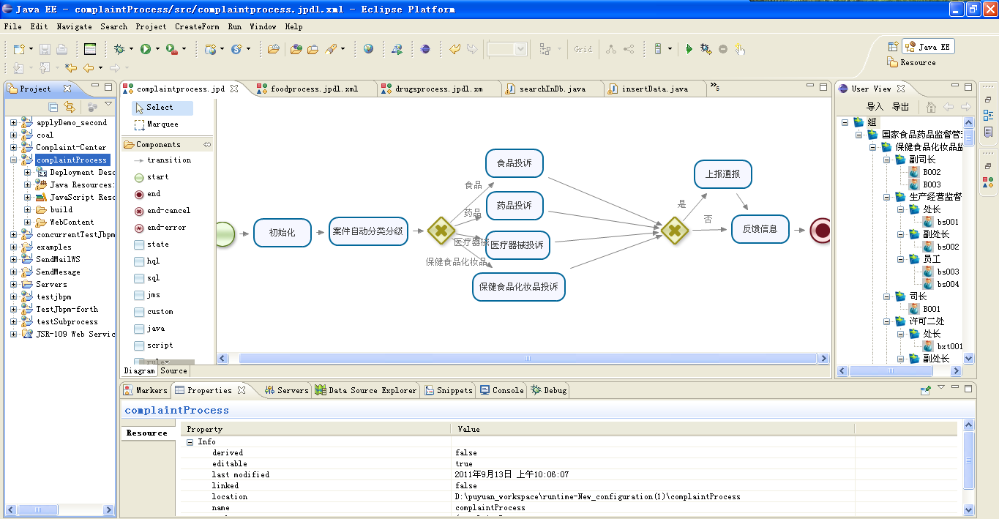 Java EE - complaintProcess/src/complaintprocess.jpdl.xml - Eclipse Platform
File Edit Navigate Search Project CreateForm Run Window Help
Grid
Java EE
Resource
Project
applyDemo_second
coal
Complaint-Center
complaintProcess
Deployment Desc
Java Resources:
JavaScript Resc
build
WebContent
concurrentTestJbpm
examples
SendMailWS
SendMesage
Servers
testjbpm
TestJbpm-forth
testSubprocess
JSR-109 Web Servic
complaintprocess.jpd
foodprocess.jpdl.xml
drugsprocess.jpdl.xm
searchInDb.java
insertData.java
»5
Select
Marquee
Components
transition
start
end
end-cancel
end-error
state
hql
sql
jms
custom
java
script
rule
初始化
案件自动分类分级
食品
药品
医疗器械
保健食品化妆品
食品投诉
药品投诉
医疗器械投诉
保健食品化妆品投诉
是
否
上报通报
反馈信息
Diagram Source
User View
导入 导出
组
国家食品药品监督管
保健食品化妆品监
副司长
B002
B003
生产经营监督
处长
bs001
副处长
bs002
员工
bs003
bs004
司长
B001
许可二处
处长
bxt001
副处长
Markers Properties Servers Data Source Explorer Snippets Console Debug
complaintProcess
Resource
Property Value
Info
derived false
editable true
last modified 2011年9月13日 上午10:06:07
linked false
location D:\puyuan_workspace\runtime-New_configuration(1)\complaintProcess
name complaintProcess